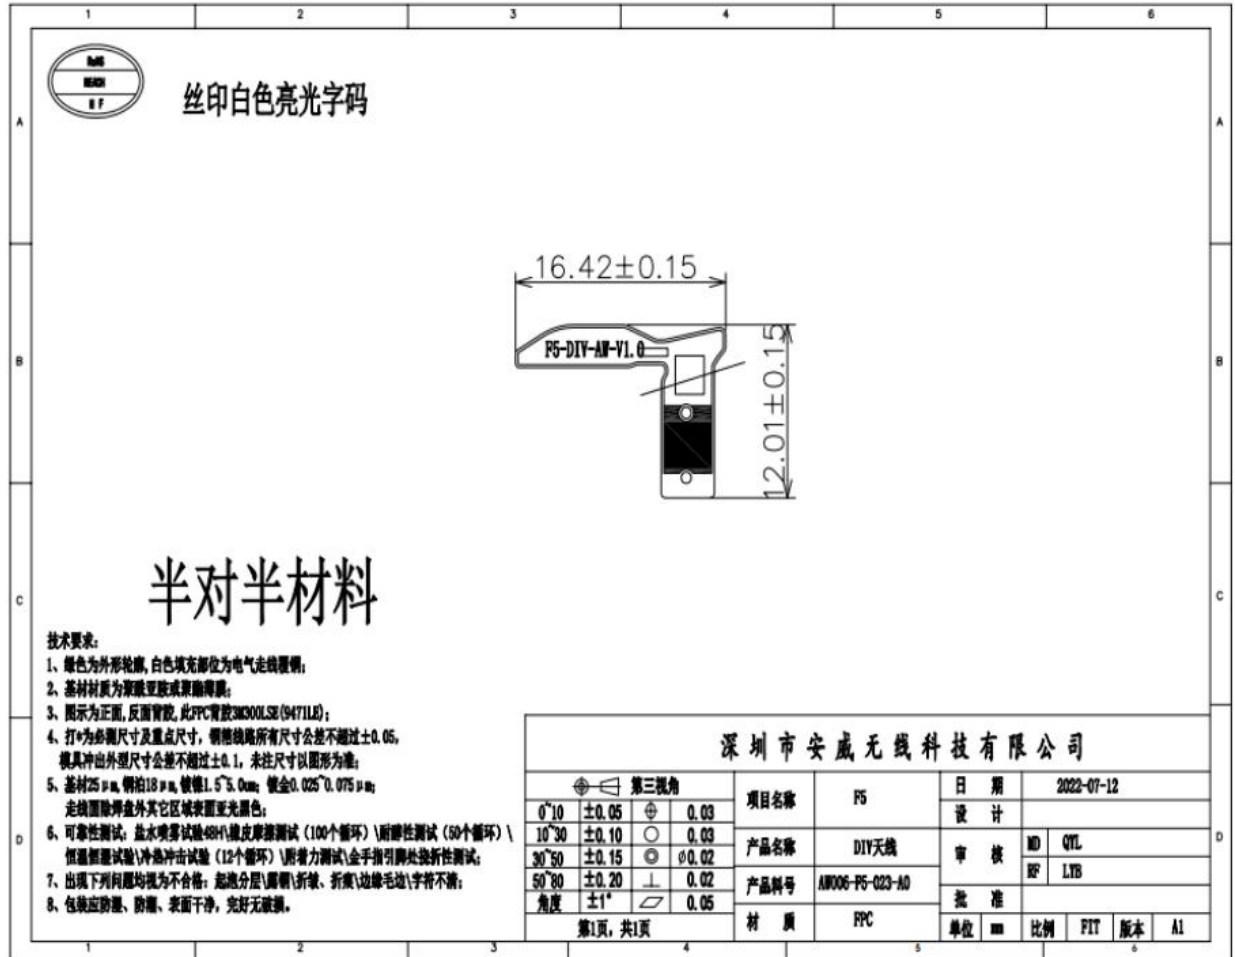 1 2 3 4 5 6
RoHS
REACH
H F
丝印白色亮光字码
A A
16.42±0.15
B B
F5-DIV-AW-V1.0
12.01±0.15
半对半材料
C C
技术要求:
1、绿色为外形轮廓,白色填充部位为电气走线覆铜;
2、基材材质为聚酰亚胺或聚酯薄膜;
3、图示为正面,反面背胶,此FPC背胶3M300LSE(9471LE);
4、打*为必测尺寸及重点尺寸, 铜箔线路所有尺寸公差不超过±0.05,
模具冲出外型尺寸公差不超过±0.1, 未注尺寸以图形为准;
5、基材25μm,铜泊18μm,镀镍1.5~5.0um; 镀金0.025~0.075μm;
走线面除焊盘外其它区域表面亚光黑色;
6、可靠性测试: 盐水喷雾试验48H\橡皮摩擦测试（100个循环）\耐醇性测试（50个循环）\
恒温恒湿试验\冷热冲击试验（12个循环）\附着力测试\金手指引脚处挠折性测试;
7、出现下列问题均视为不合格: 起泡分层\露铜\折皱、折痕\边缘毛边\字符不清;
8、包装应防湿、防潮、表面干净, 完好无破损。
D D
深圳市安威无线科技有限公司
第三视角
0~10 ±0.05 0.03
10~30 ±0.10 0.03
30~50 ±0.15 ⌀0.02
50~80 ±0.20 0.02
角度 ±1° 0.05
第1页, 共1页
项目名称 F5
产品名称 DIV天线
产品料号 AW006-F5-023-A0
材 质 FPC
日 期 2022-07-12
设 计
审 核 MD QYL
RF LYB
批 准
单位 mm 比例 FIT 版本 A1
1 2 3 4 5 6